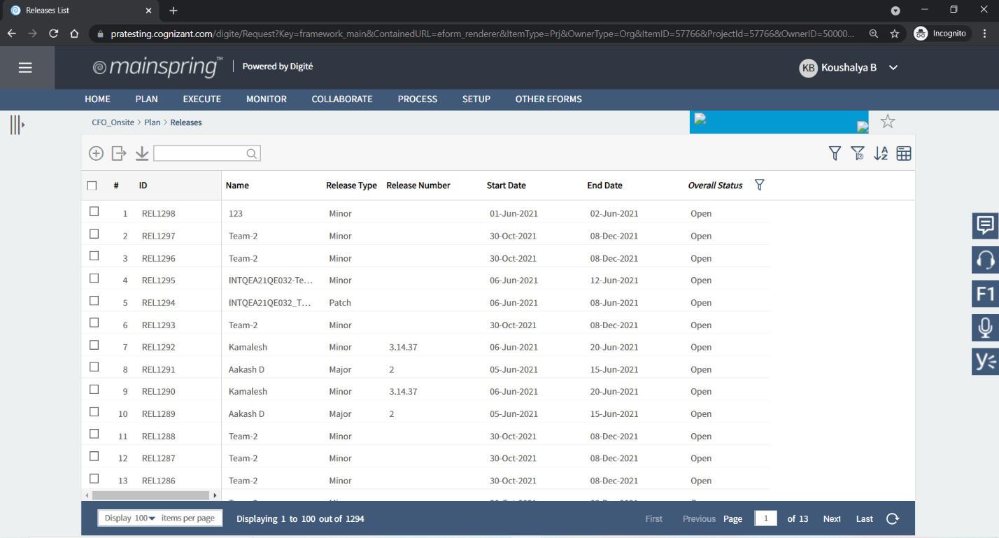 Releases List
pratesting.cognizant.com/digite/Request?Key=framework_main&ContainedURL=eform_renderer&ItemType=Prj&OwnerType=Org&ItemID=57766&ProjectId=57766&OwnerID=50000... Incognito
mainspring™ Powered by Digité KB Koushalya B
HOME PLAN EXECUTE MONITOR COLLABORATE PROCESS SETUP OTHER EFORMS
CFO_Onsite > Plan > Releases
# ID Name Release Type Release Number Start Date End Date Overall Status
1 REL1298 123 Minor 01-Jun-2021 02-Jun-2021 Open
2 REL1297 Team-2 Minor 30-Oct-2021 08-Dec-2021 Open
3 REL1296 Team-2 Minor 30-Oct-2021 08-Dec-2021 Open
4 REL1295 INTQEA21QE032-Te... Minor 06-Jun-2021 12-Jun-2021 Open
5 REL1294 INTQEA21QE032_T... Patch 06-Jun-2021 08-Jun-2021 Open
6 REL1293 Team-2 Minor 30-Oct-2021 08-Dec-2021 Open
7 REL1292 Kamalesh Minor 3.14.37 06-Jun-2021 20-Jun-2021 Open
8 REL1291 Aakash D Major 2 05-Jun-2021 15-Jun-2021 Open
9 REL1290 Kamalesh Minor 3.14.37 06-Jun-2021 20-Jun-2021 Open
10 REL1289 Aakash D Major 2 05-Jun-2021 15-Jun-2021 Open
11 REL1288 Team-2 Minor 30-Oct-2021 08-Dec-2021 Open
12 REL1287 Team-2 Minor 30-Oct-2021 08-Dec-2021 Open
13 REL1286 Team-2 Minor 30-Oct-2021 08-Dec-2021 Open
F1
Display 100 items per page Displaying 1 to 100 out of 1294 First Previous Page 1 of 13 Next Last